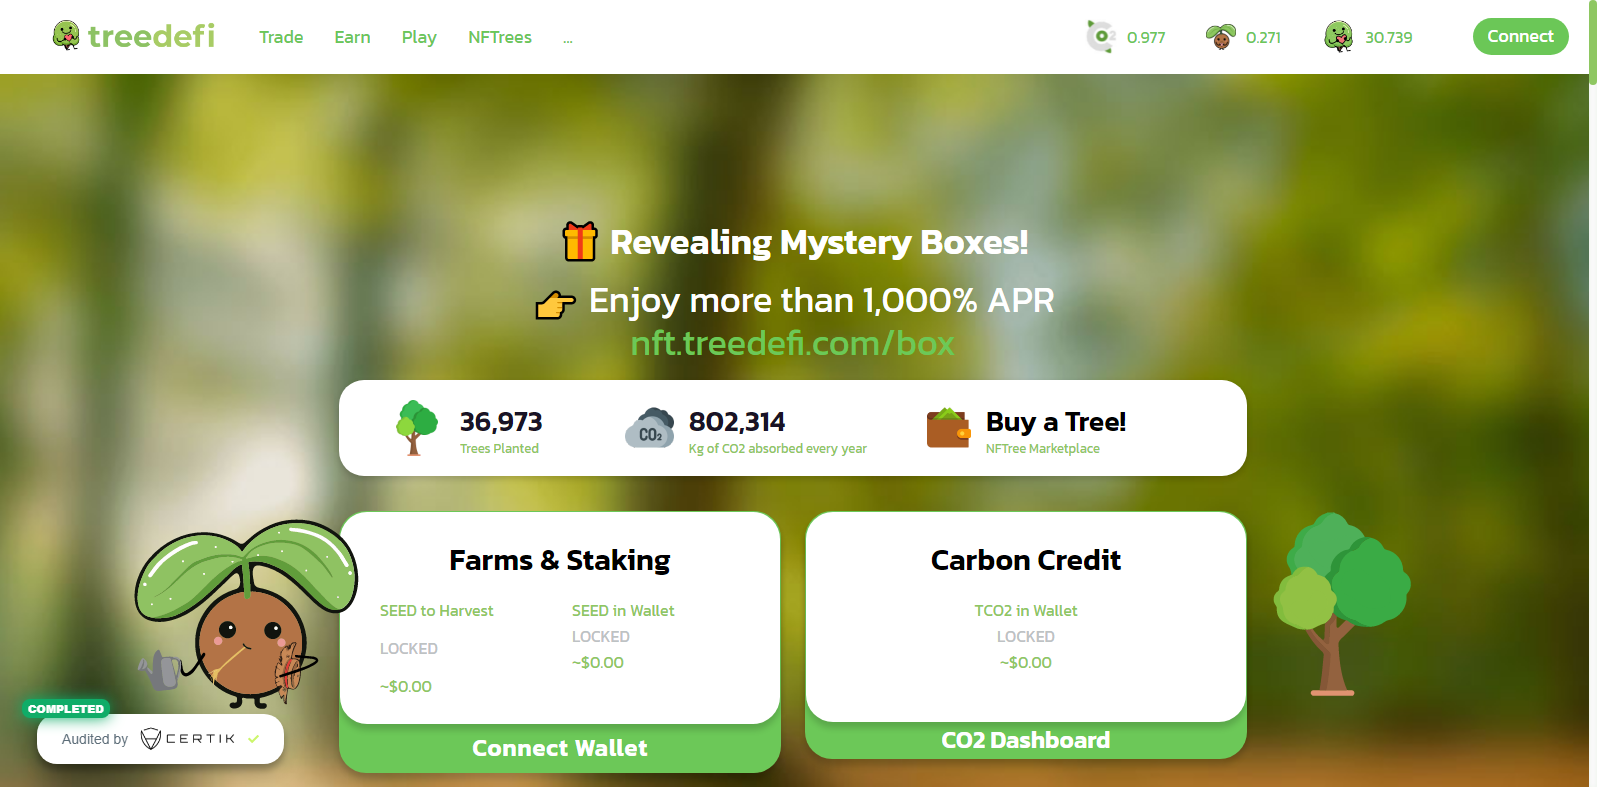 treedefi Trade Earn Play NFTrees ... 0.977 0.271 30.739 Connect
Revealing Mystery Boxes!
Enjoy more than 1,000% APR
nft.treedefi.com/box
36,973
Trees Planted
CO₂
802,314
Kg of CO2 absorbed every year
Buy a Tree!
NFTree Marketplace
Farms & Staking
SEED to Harvest
LOCKED
~$0.00
SEED in Wallet
LOCKED
~$0.00
Connect Wallet
Carbon Credit
TCO2 in Wallet
LOCKED
~$0.00
CO2 Dashboard
COMPLETED
Audited by CERTIK